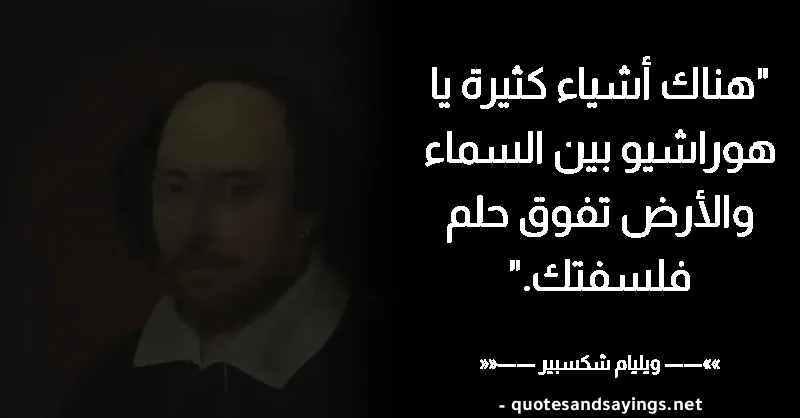 "هناك أشياء كثيرة يا
هوراشيو بين السماء
والأرض تفوق حلم
فلسفتك."
»»——— ويليام شكسبير ———««
- quotesandsayings.net